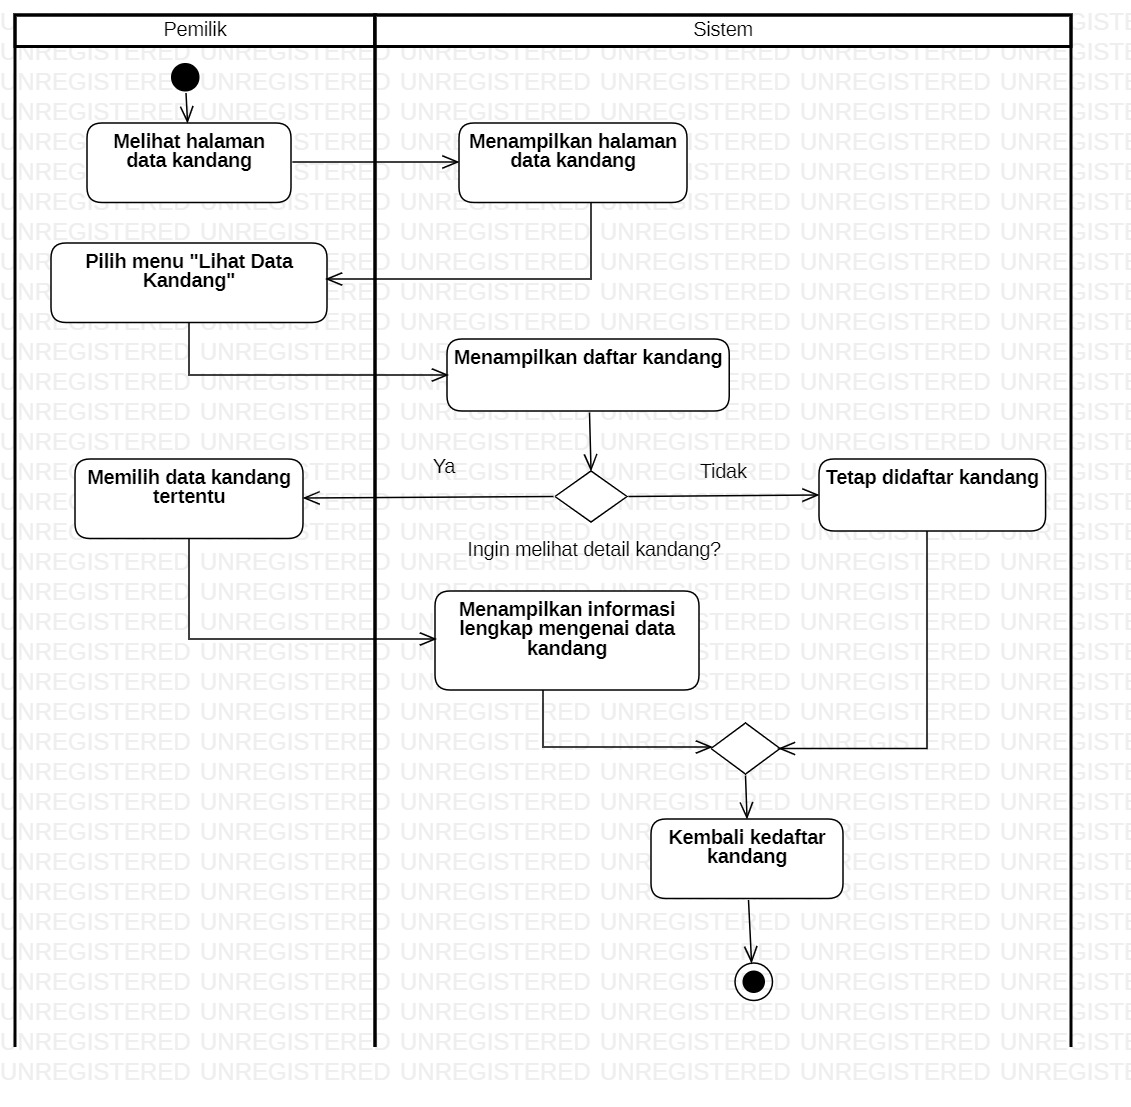 Pemilik
Sistem
Melihat halaman
data kandang
Menampilkan halaman
data kandang
Pilih menu "Lihat Data
Kandang"
Menampilkan daftar kandang
Ya
Tidak
Memilih data kandang
tertentu
Tetap didaftar kandang
Ingin melihat detail kandang?
Menampilkan informasi
lengkap mengenai data
kandang
Kembali kedaftar
kandang
UNREGISTERED